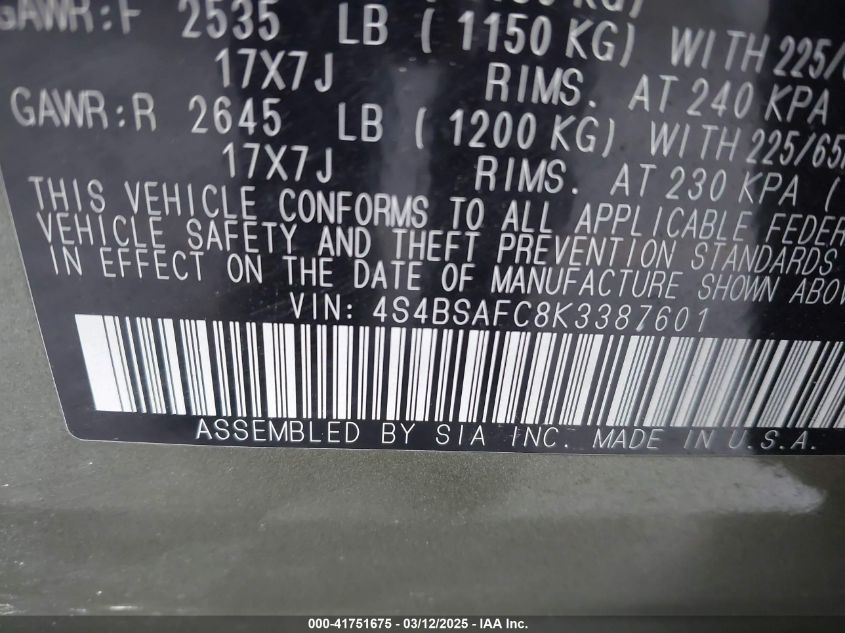 GAWR:F 2535 LB ( 1150 KG) WITH 225/
17X7J RIMS. AT 240 KPA
GAWR:R 2645 LB ( 1200 KG) WITH 225/65
17X7J RIMS. AT 230 KPA (
THIS VEHICLE CONFORMS TO ALL APPLICABLE FEDER
VEHICLE SAFETY AND THEFT PREVENTION STANDARDS
IN EFFECT ON THE DATE OF MANUFACTURE SHOWN ABOV
VIN: 4S4BSAFC8K3387601
ASSEMBLED BY SIA INC. MADE IN U.S.A.
000-41751675 - 03/12/2025 - IAA Inc.